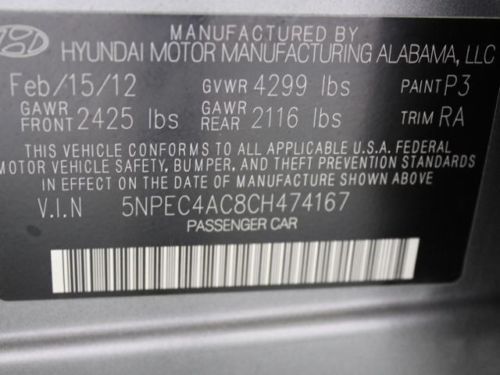 MANUFACTURED BY
HYUNDAI MOTOR MANUFACTURING ALABAMA, LLC
Feb/15/12 GVWR 4299 lbs PAINT P3
GAWR FRONT 2425 lbs GAWR REAR 2116 lbs TRIM RA
THIS VEHICLE CONFORMS TO ALL APPLICABLE U.S.A. FEDERAL
MOTOR VEHICLE SAFETY, BUMPER, AND THEFT PREVENTION STANDARDS
IN EFFECT ON THE DATE OF MANUFACTURE SHOWN ABOVE.
V.I.N 5NPEC4AC8CH474167
PASSENGER CAR